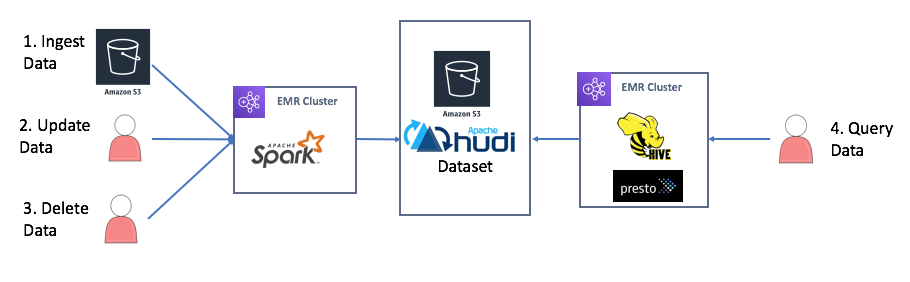 1. Ingest
Data
Amazon S3
2. Update
Data
3. Delete
Data
EMR Cluster
APACHE
Spark™
Amazon S3
Apache
hudi
Dataset
EMR Cluster
HIVE
presto
4. Query
Data